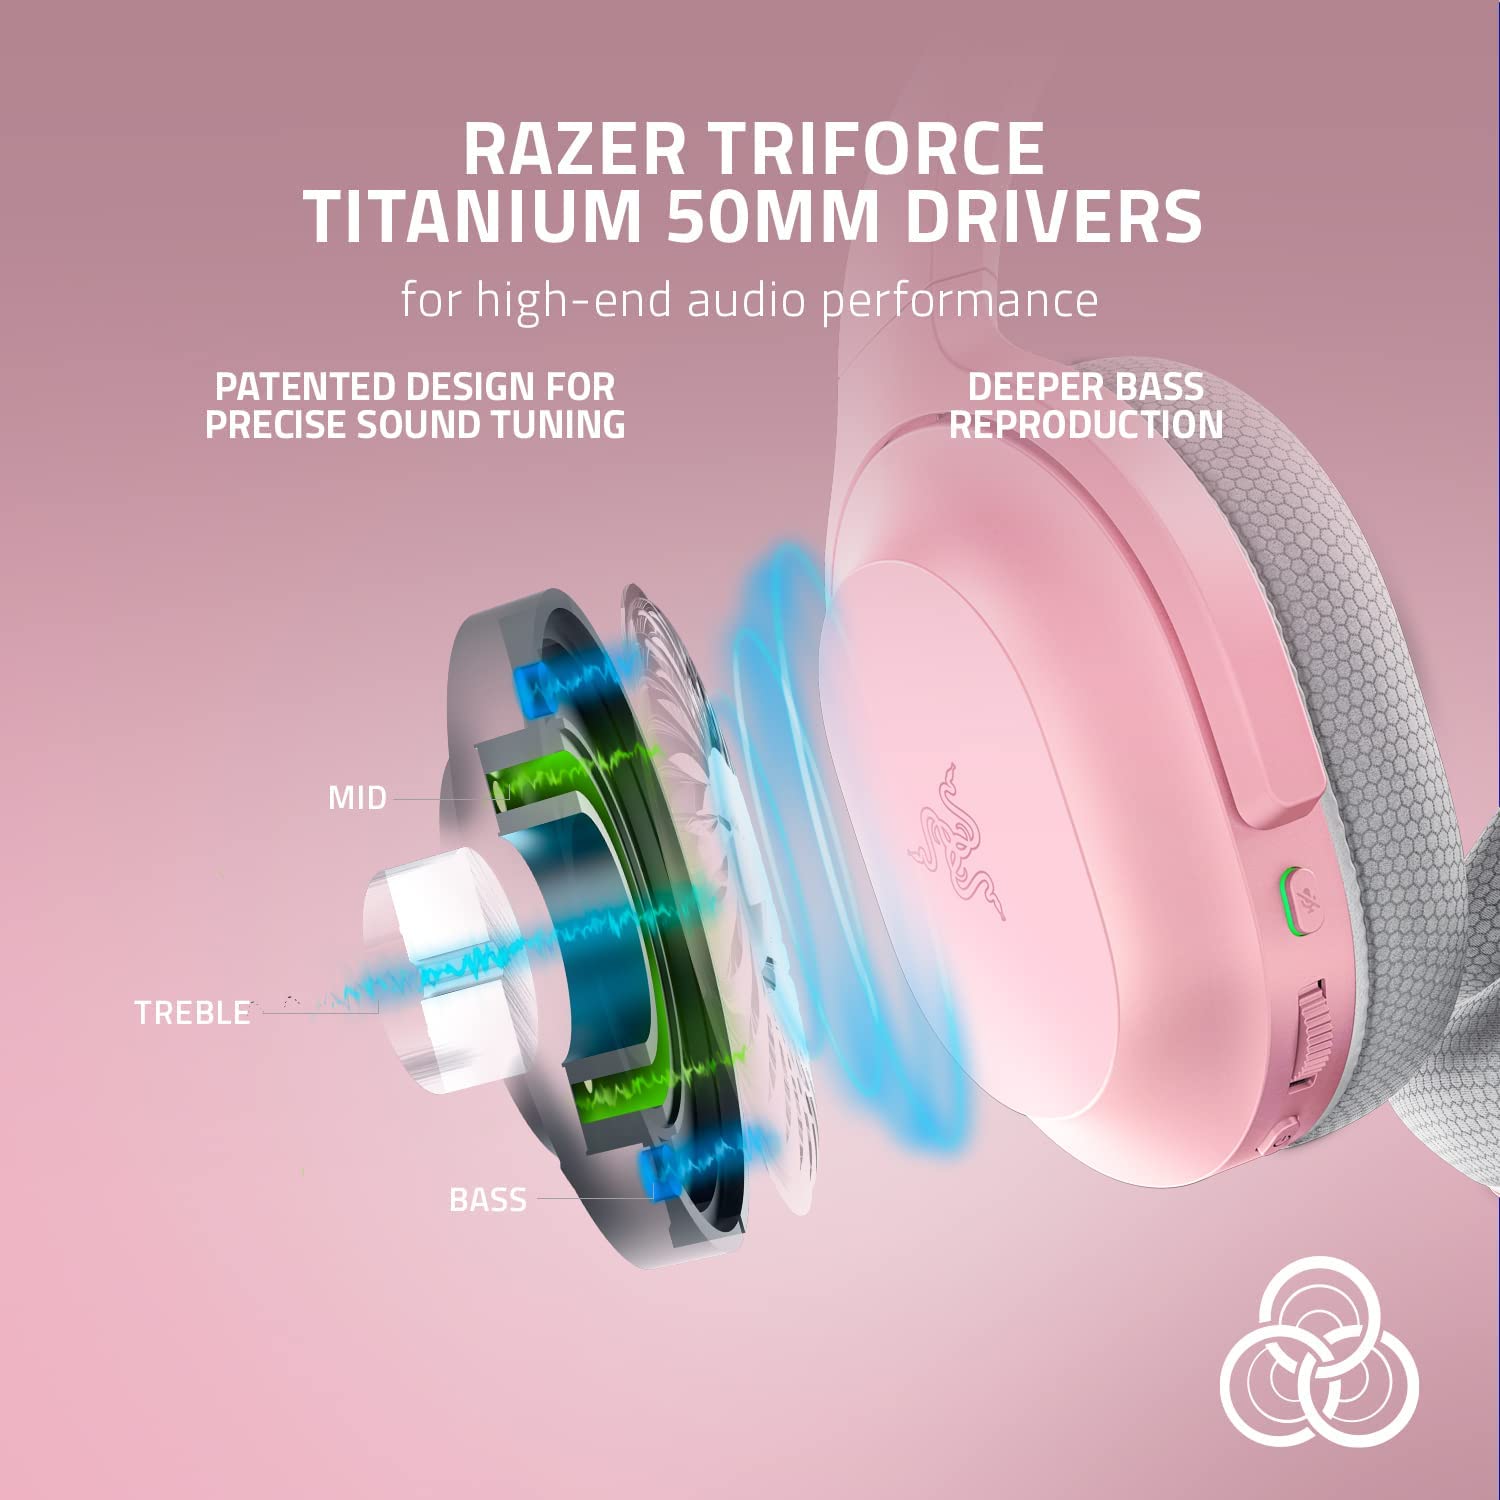 RAZER TRIFORCE
TITANIUM 50MM DRIVERS
for high-end audio performance
PATENTED DESIGN FOR
PRECISE SOUND TUNING
DEEPER BASS
REPRODUCTION
MID
TREBLE
BASS